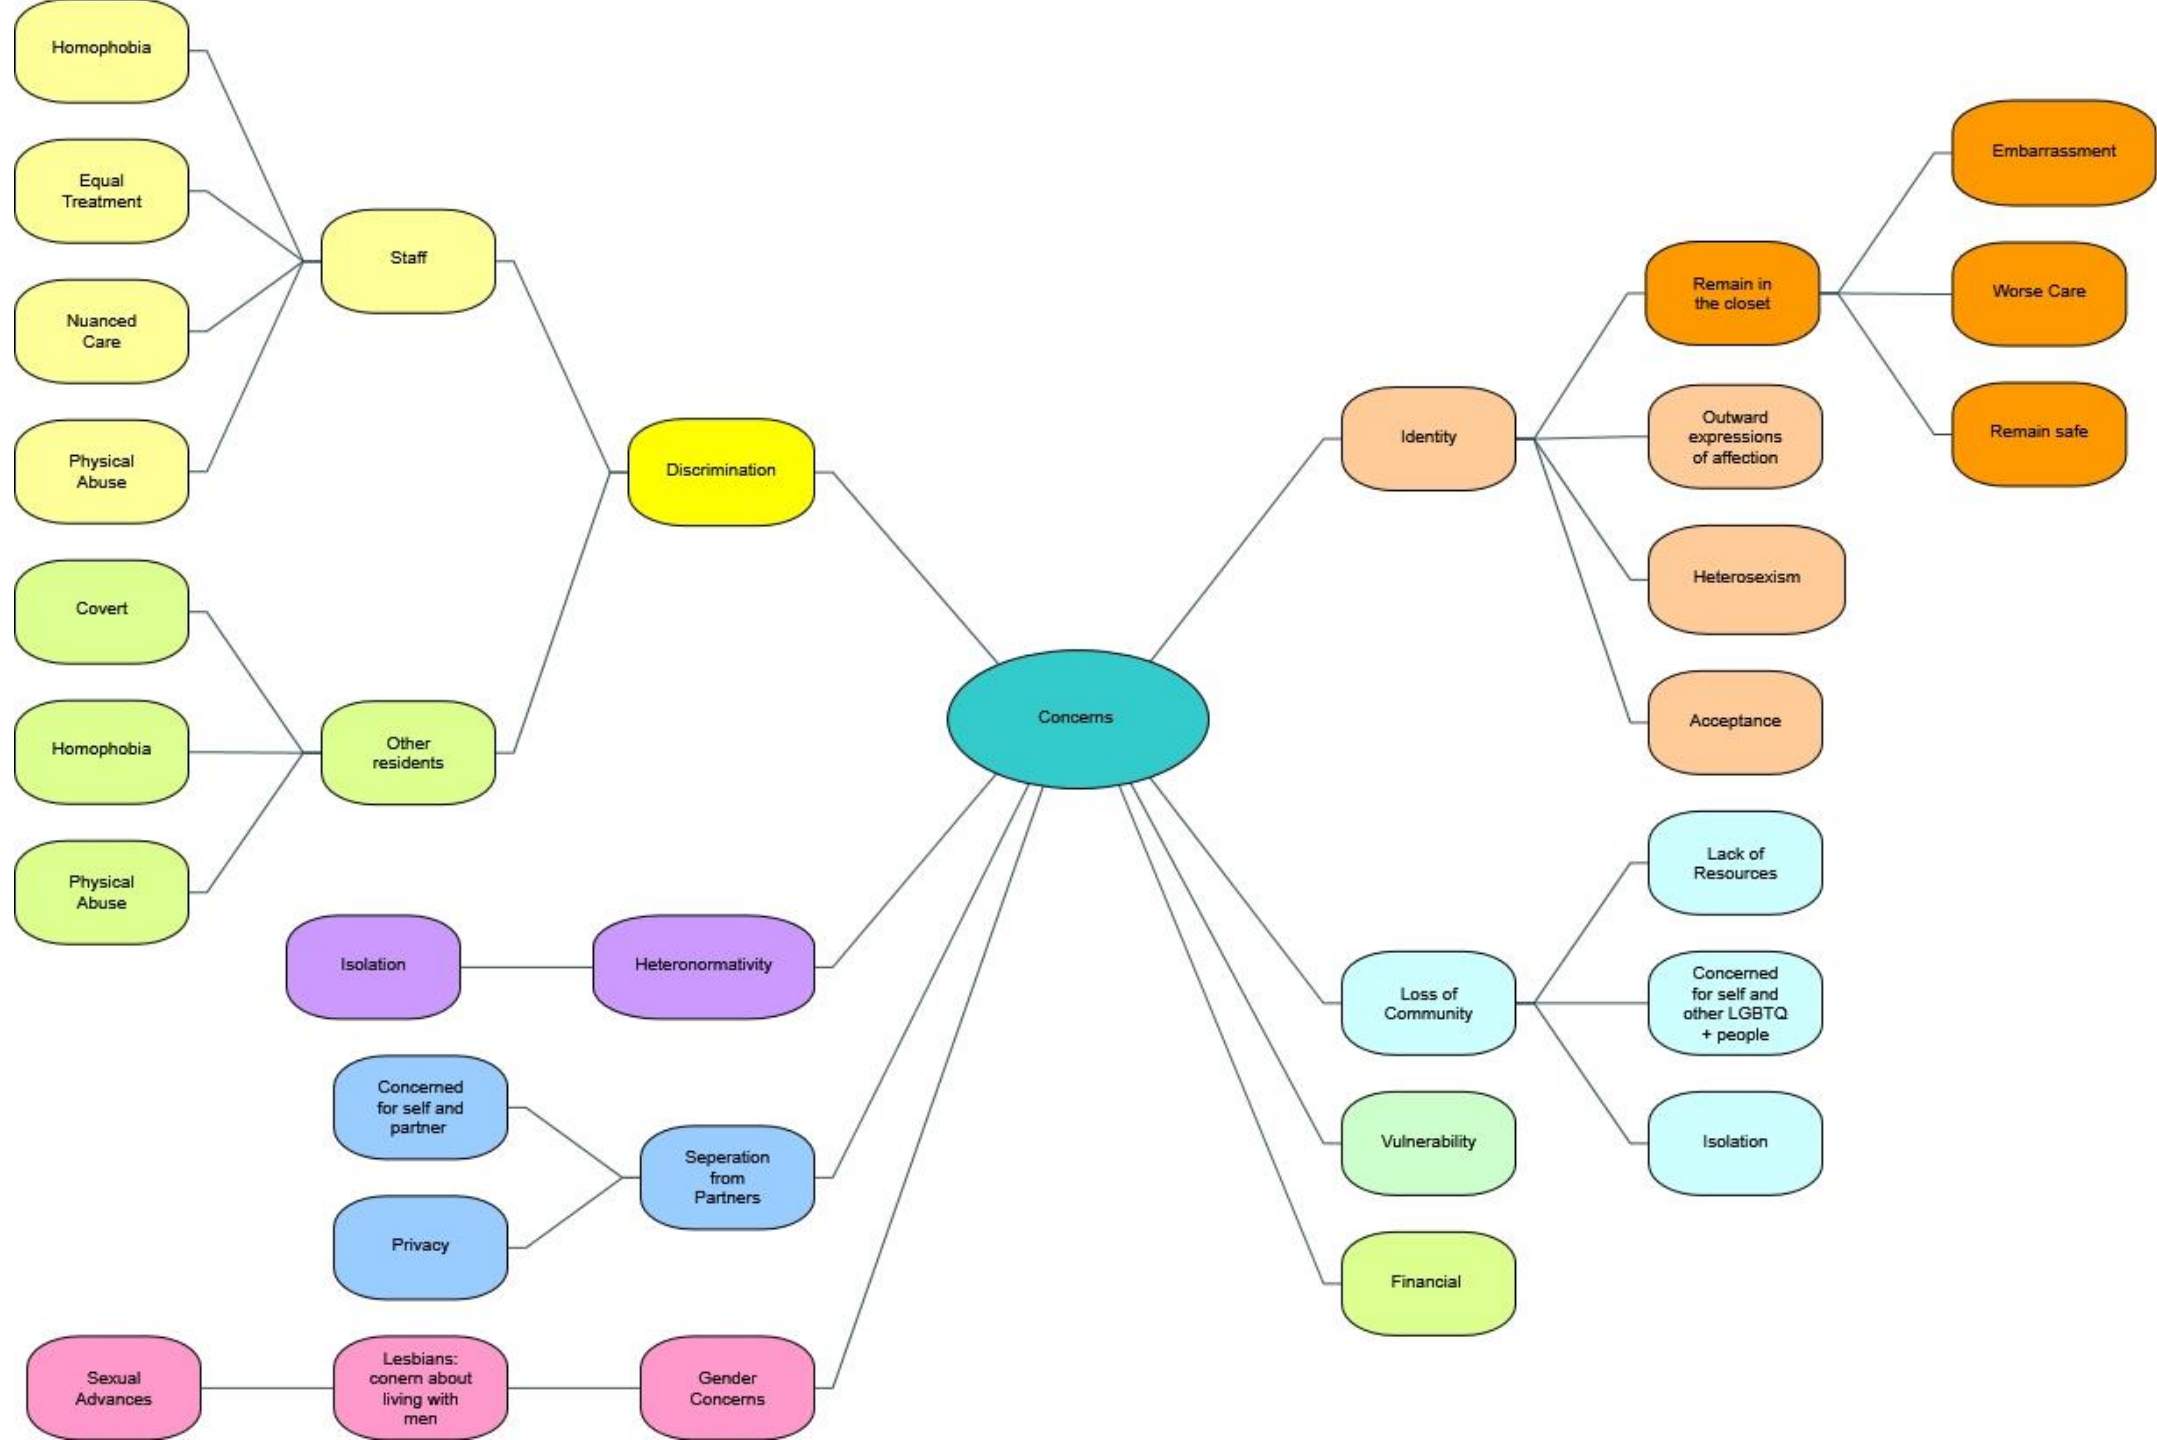 Homophobia
Equal
Treatment
Nuanced
Care
Physical
Abuse
Staff
Covert
Homophobia
Physical
Abuse
Other
residents
Discrimination
Isolation
Heteronormativity
Concerned
for self and
partner
Privacy
Seperation
from
Partners
Sexual
Advances
Lesbians:
conern about
living with
men
Gender
Concerns
Concerns
Identity
Remain in
the closet
Embarrassment
Worse Care
Remain safe
Outward
expressions
of affection
Heterosexism
Acceptance
Loss of
Community
Lack of
Resources
Concerned
for self and
other LGBTQ
+ people
Isolation
Vulnerability
Financial